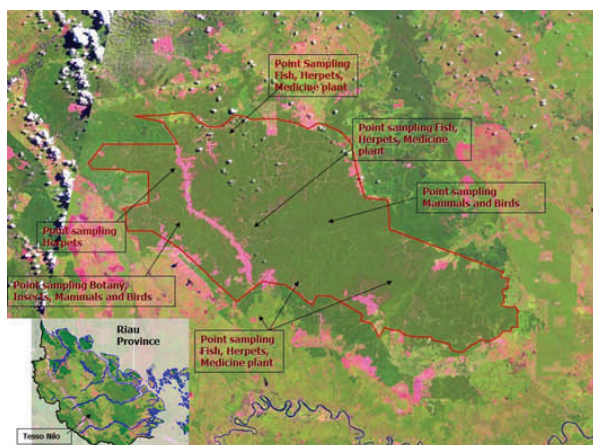 Point Sampling
Fish, Herpets,
Medicine plant
Point sampling Fish,
Herpets, Medicine
plant
Point sampling
Mammals and Birds
Point sampling
Herpets
Point sampling Botany,
Insects, Mammals and Birds
Point sampling
Fish, Herpets,
Medicine plant
Riau
Province
Tesso Nilo